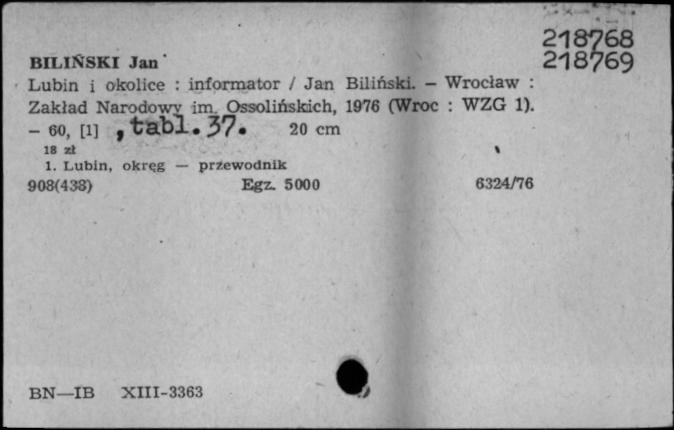 218768
218769
BILIŃSKI Jan
Lubin i okolice : informator / Jan Biliński. – Wrocław :
Zakład Narodowy im. Ossolińskich, 1976 (Wroc : WZG 1).
– 60, [1] , tabl. 37. 20 cm
18 zł
1. Lubin, okręg — przewodnik
908(438) Egz. 5000 6324/76
BN—IB XIII-3363